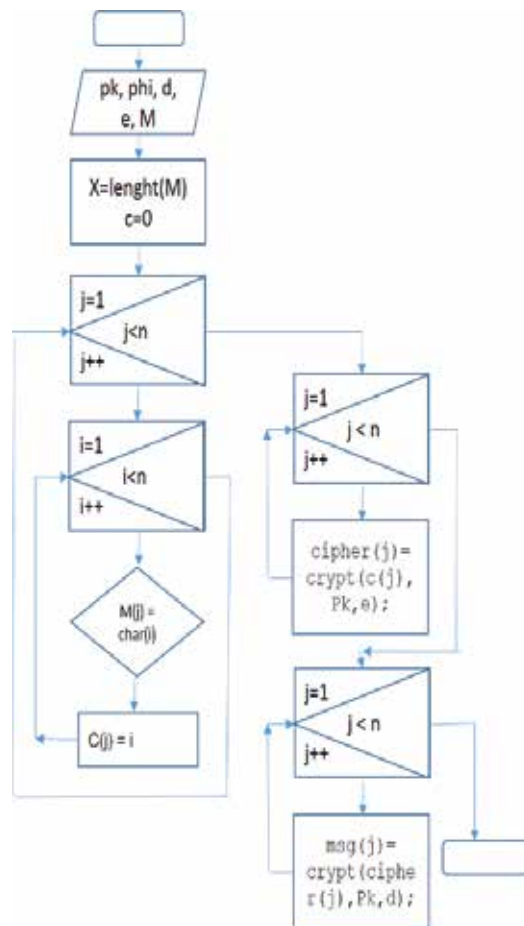 pk, phi, d,
e, M
X=lenght(M)
c=0
j=1
j<n
j++
i=1
i<n
i++
M(j) =
char(i)
C(j) = i
j=1
j < n
j++
cipher(j)=
crypt(c(j),
Pk,e);
j=1
j < n
j++
msg(j)=
crypt(ciphe
r(j),Pk,d);